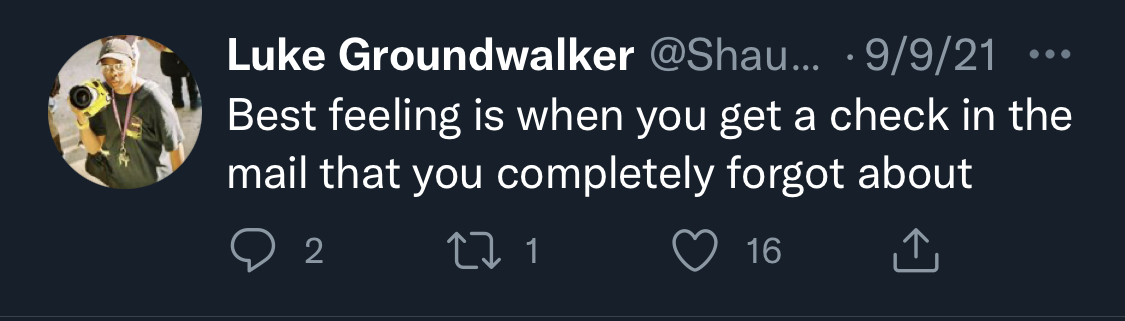 Luke Groundwalker @Shau... · 9/9/21
Best feeling is when you get a check in the
mail that you completely forgot about
2 1 16